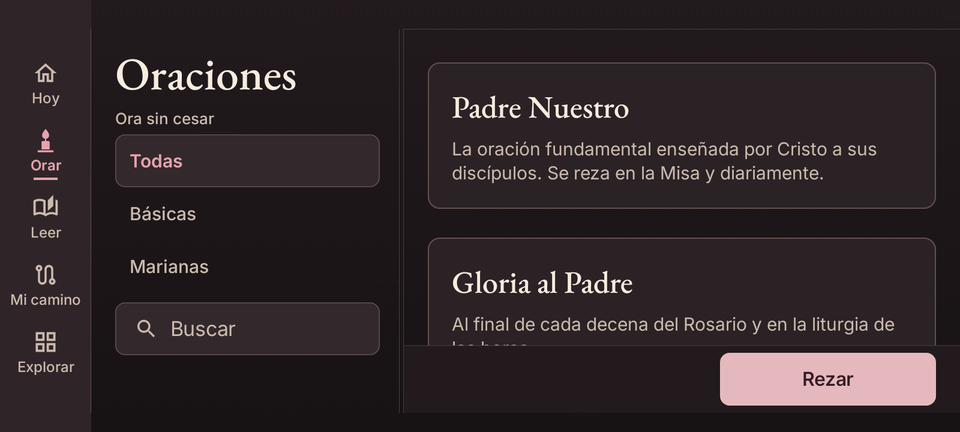 Hoy
Orar
Leer
Mi camino
Explorar
Oraciones
Ora sin cesar
Todas
Básicas
Marianas
Buscar
Padre Nuestro
La oración fundamental enseñada por Cristo a sus
discípulos. Se reza en la Misa y diariamente.
Gloria al Padre
Al final de cada decena del Rosario y en la liturgia de
Rezar